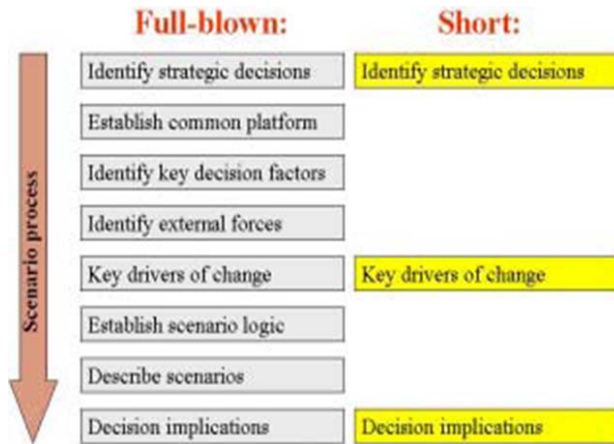 Full-blown: Short:
Identify strategic decisions Identify strategic decisions
Establish common platform
Identify key decision factors
Identify external forces
Key drivers of change Key drivers of change
Establish scenario logic
Describe scenarios
Decision implications Decision implications
Scenario process